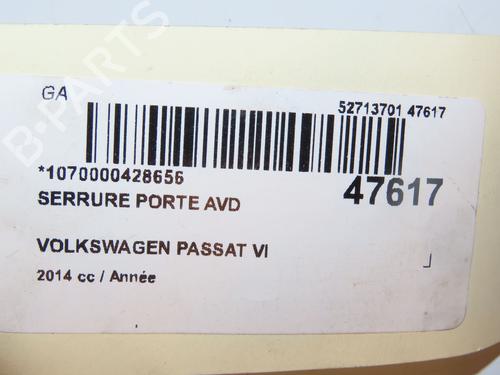 GA
52713701 47617
*1070000428656
47617
SERRURE PORTE AVD
VOLKSWAGEN PASSAT VI
2014 cc / Année
B-PARTS